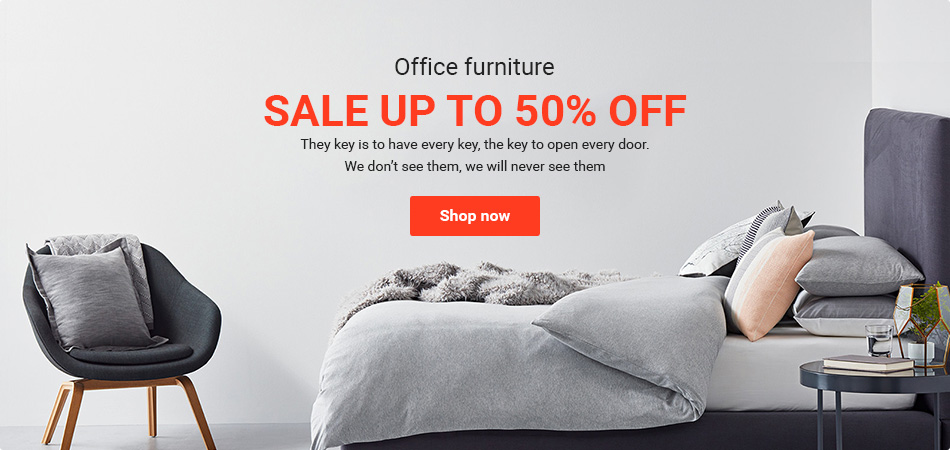 Office furniture
SALE UP TO 50% OFF
They key is to have every key, the key to open every door.
We don't see them, we will never see them
Shop now